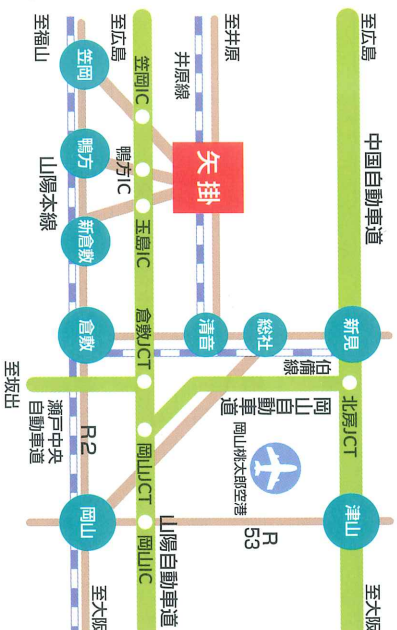 至広島
中国自動車道
新見
北房JCT
津山
至大阪
至井原
井原線
矢掛
清音
総社
伯備線
岡山自動車道
岡山桃太郎空港
R53
至広島
笠岡IC
鴨方IC
玉島IC
倉敷JCT
岡山JCT
岡山IC
山陽自動車道
至福山
笠岡
鴨方
山陽本線
新倉敷
倉敷
至坂出
瀬戸中央
自動車道
R2
岡山
至大阪